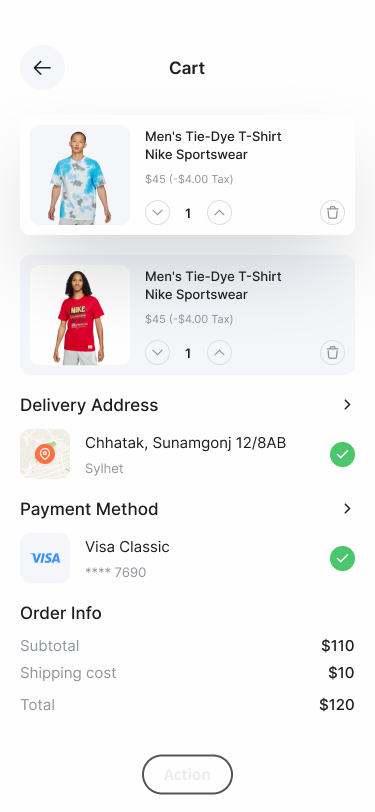 Cart
Men's Tie-Dye T-Shirt
Nike Sportswear
$45 (-$4.00 Tax)
1
Men's Tie-Dye T-Shirt
Nike Sportswear
$45 (-$4.00 Tax)
1
Delivery Address
Chhatak, Sunamgonj 12/8AB
Sylhet
Payment Method
VISA
Visa Classic
**** 7690
Order Info
Subtotal $110
Shipping cost $10
Total $120
Action